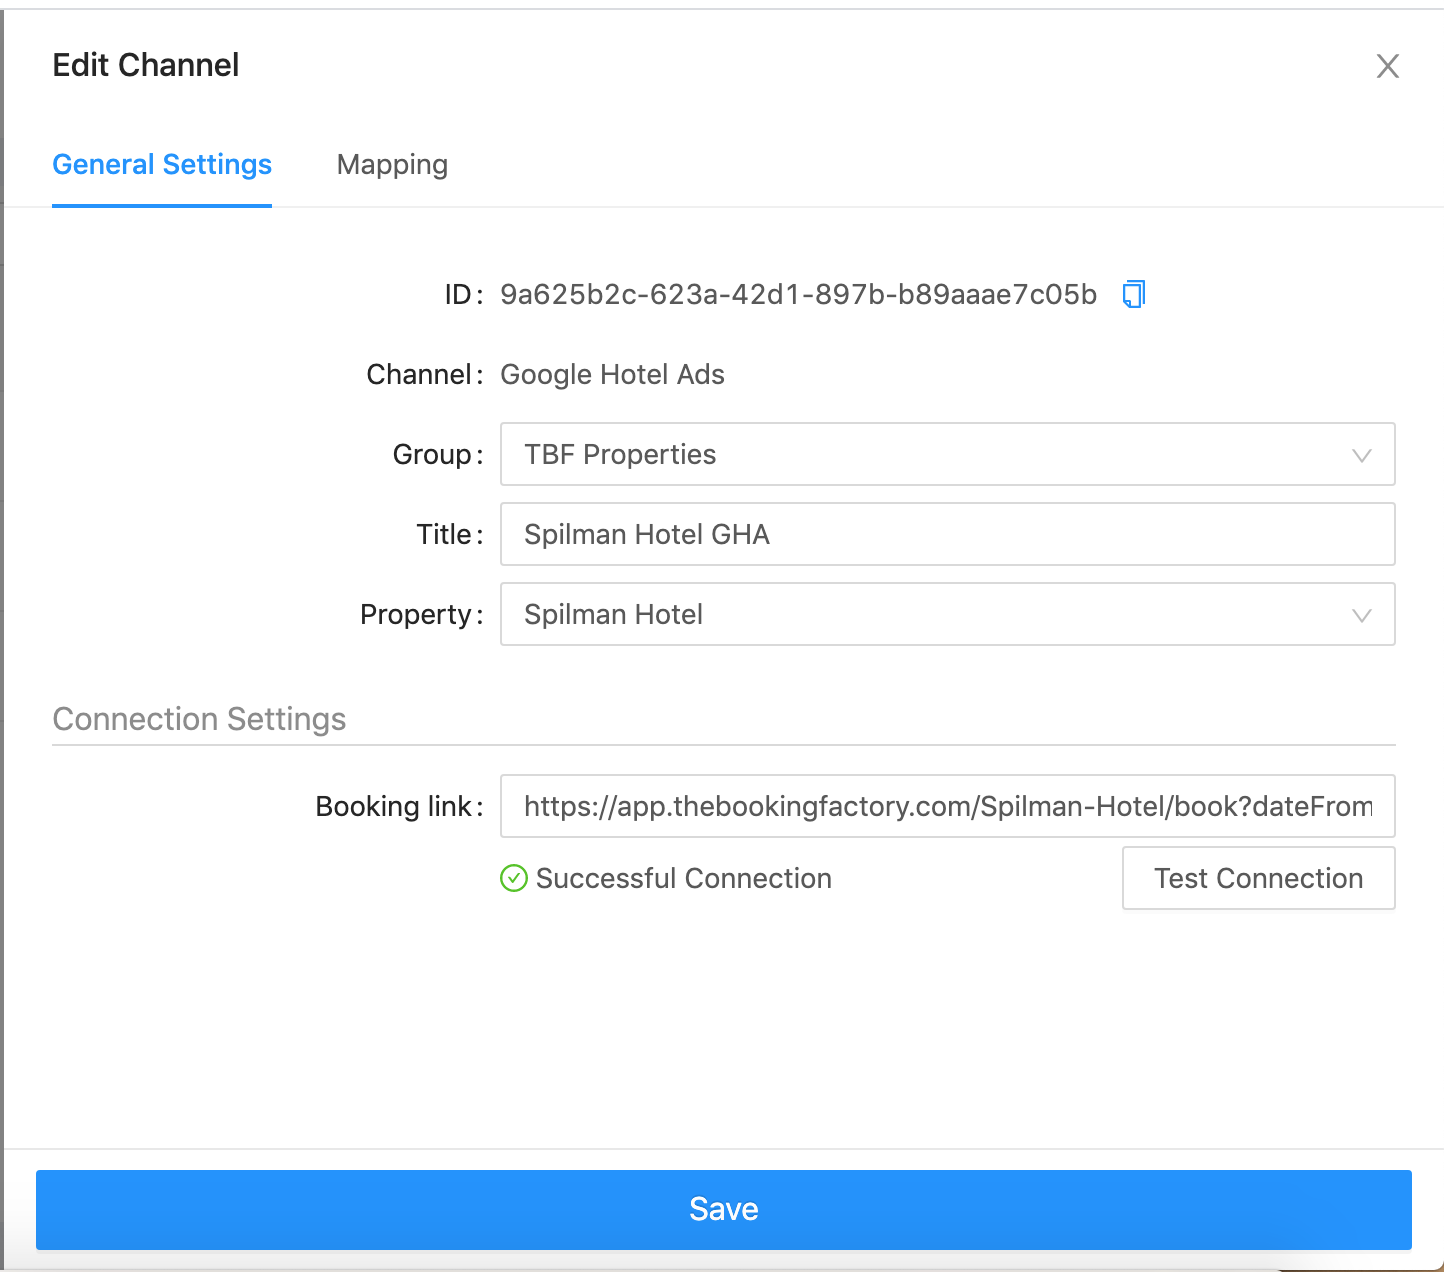 Edit Channel
General Settings Mapping
ID: 9a625b2c-623a-42d1-897b-b89aaae7c05b
Channel: Google Hotel Ads
Group: TBF Properties
Title: Spilman Hotel GHA
Property: Spilman Hotel
Connection Settings
Booking link: https://app.thebookingfactory.com/Spilman-Hotel/book?dateFrom
Successful Connection Test Connection
Save